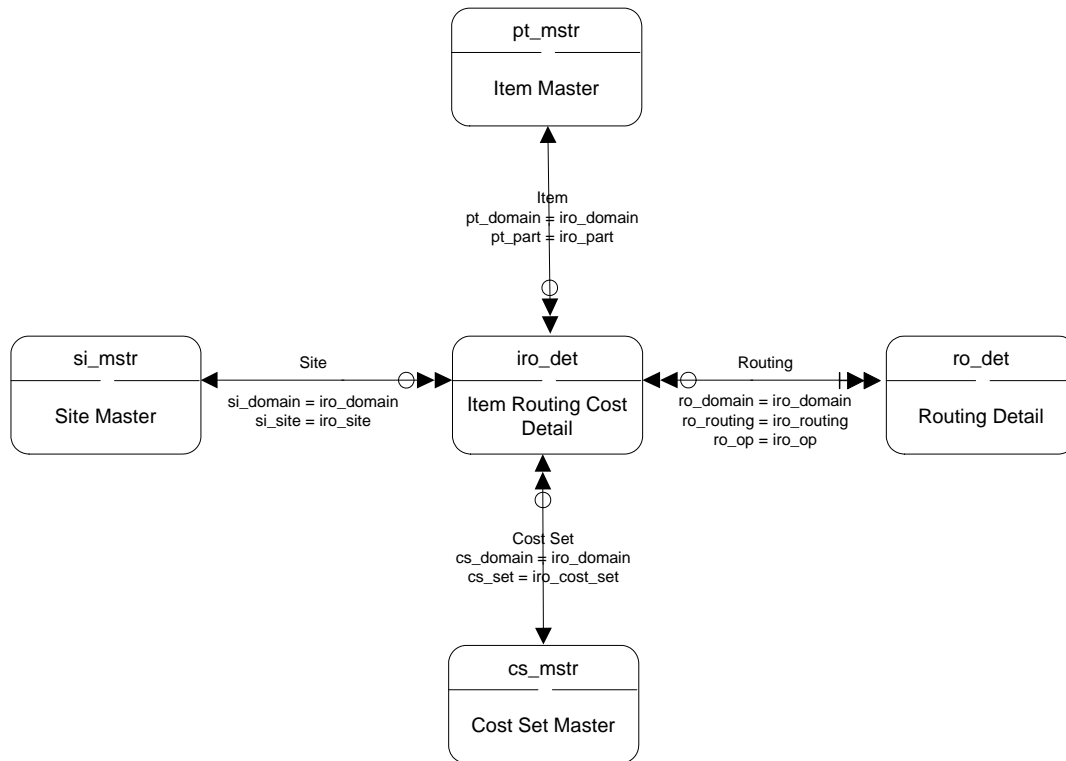 pt_mstr
Item Master
Item
pt_domain = iro_domain
pt_part = iro_part
si_mstr
Site Master
Site
si_domain = iro_domain
si_site = iro_site
iro_det
Item Routing Cost
Detail
Routing
ro_domain = iro_domain
ro_routing = iro_routing
ro_op = iro_op
ro_det
Routing Detail
Cost Set
cs_domain = iro_domain
cs_set = iro_cost_set
cs_mstr
Cost Set Master